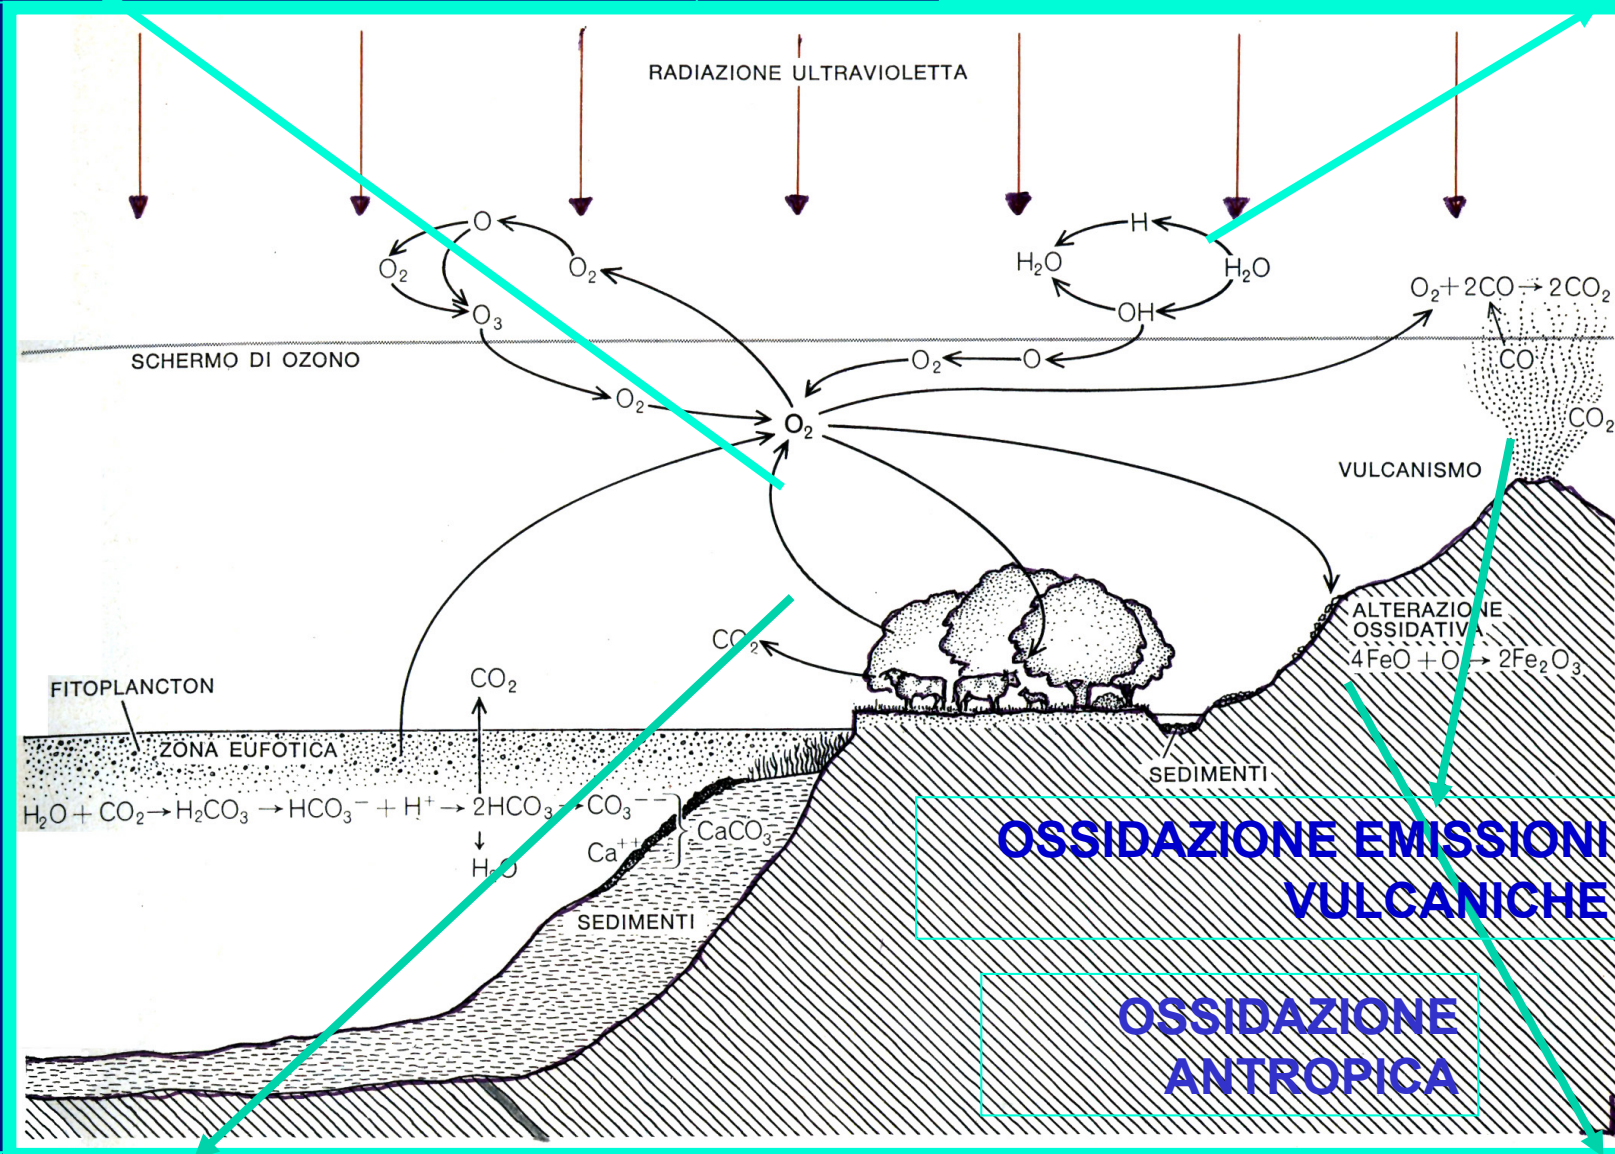 RADIAZIONE ULTRAVIOLETTA
O
H
O₂
O₂
H₂O
H₂O
O₃
OH
O₂ + 2CO → 2CO₂
SCHERMO DI OZONO
O₂ ← O
CO
O₂
O₂
CO₂
VULCANISMO
ALTERAZIONE
OSSIDATIVA
4FeO + O → 2Fe₂O₃
CO₂
FITOPLANCTON
CO₂
ZONA EUFOTICA
SEDIMENTI
H₂O + CO₂ → H₂CO₃ → HCO₃⁻ + H⁺ → 2HCO₃ → CO₃⁻⁻
Ca⁺⁺
CaCO₃
H₂O
SEDIMENTI
OSSIDAZIONE EMISSIONI
VULCANICHE
OSSIDAZIONE
ANTROPICA